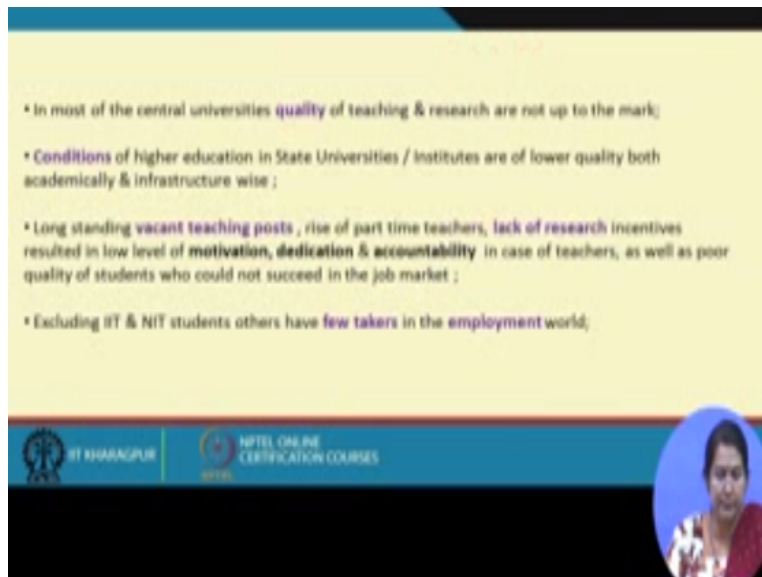 • In most of the central universities quality of teaching & research are not up to the mark;
• Conditions of higher education in State Universities / Institutes are of lower quality both
academically & infrastructure wise ;
• Long standing vacant teaching posts , rise of part time teachers, lack of research incentives
resulted in low level of motivation, dedication & accountability in case of teachers, as well as poor
quality of students who could not succeed in the job market ;
• Excluding IIT & NIT students others have few takers in the employment world;
IIT KHARAGPUR
NPTEL
NPTEL ONLINE
CERTIFICATION COURSES